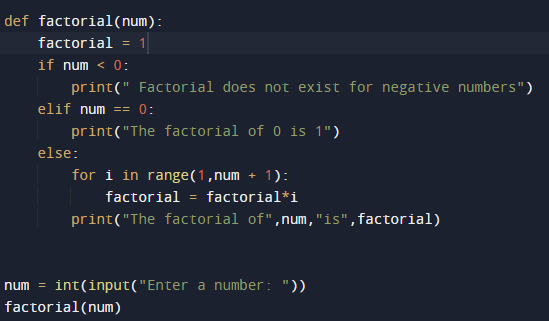 def factorial(num):
    factorial = 1
    if num < 0:
        print(" Factorial does not exist for negative numbers")
    elif num == 0:
        print("The factorial of 0 is 1")
    else:
        for i in range(1,num + 1):
            factorial = factorial*i
        print("The factorial of",num,"is",factorial)
num = int(input("Enter a number: "))
factorial(num)